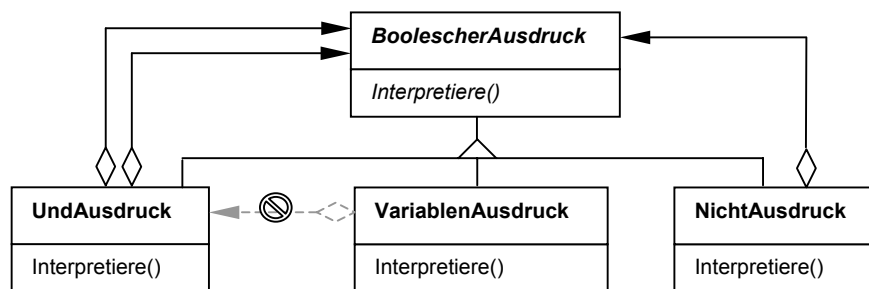 BoolescherAusdruck
Interpretiere()
UndAusdruck
VariablenAusdruck
NichtAusdruck
Interpretiere()
Interpretiere()
Interpretiere()